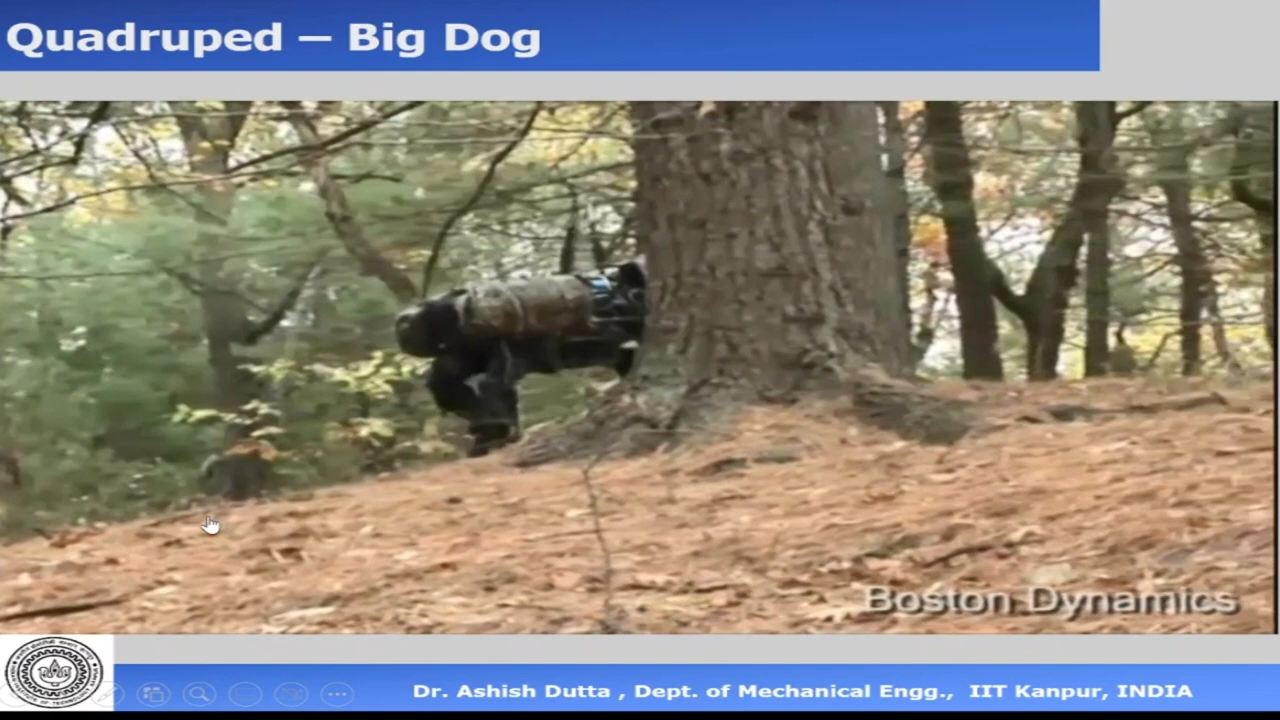 Quadruped – Big Dog
Boston Dynamics
Dr. Ashish Dutta , Dept. of Mechanical Engg., IIT Kanpur, INDIA